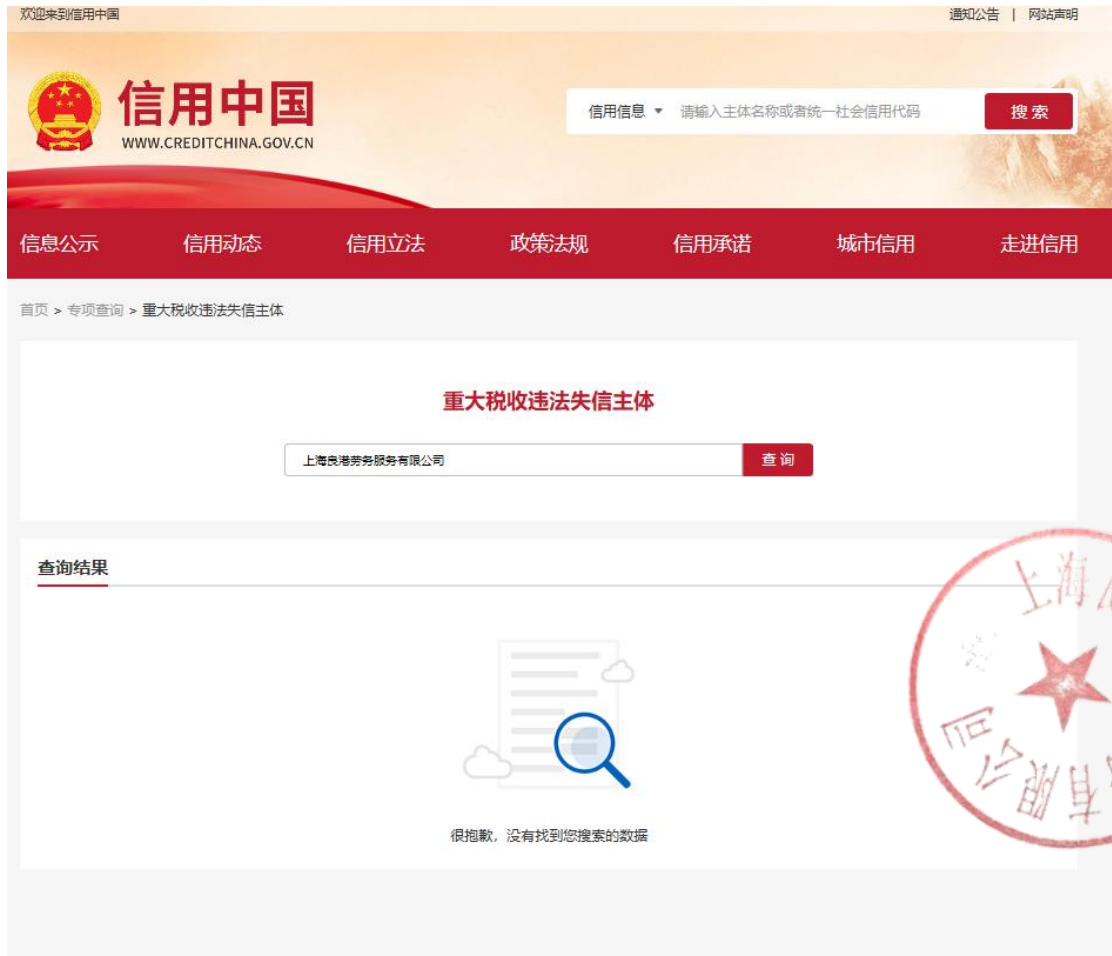 欢迎来到信用中国
通知公告 | 网站声明
信用中国
WWW.CREDITCHINA.GOV.CN
信用信息 请输入主体名称或者统一社会信用代码 搜索
信息公示 信用动态 信用立法 政策法规 信用承诺 城市信用 走进信用
首页 > 专项查询 > 重大税收违法失信主体
重大税收违法失信主体
上海良港劳务服务有限公司 查询
查询结果
上海
有限公司
很抱歉，没有找到您搜索的数据